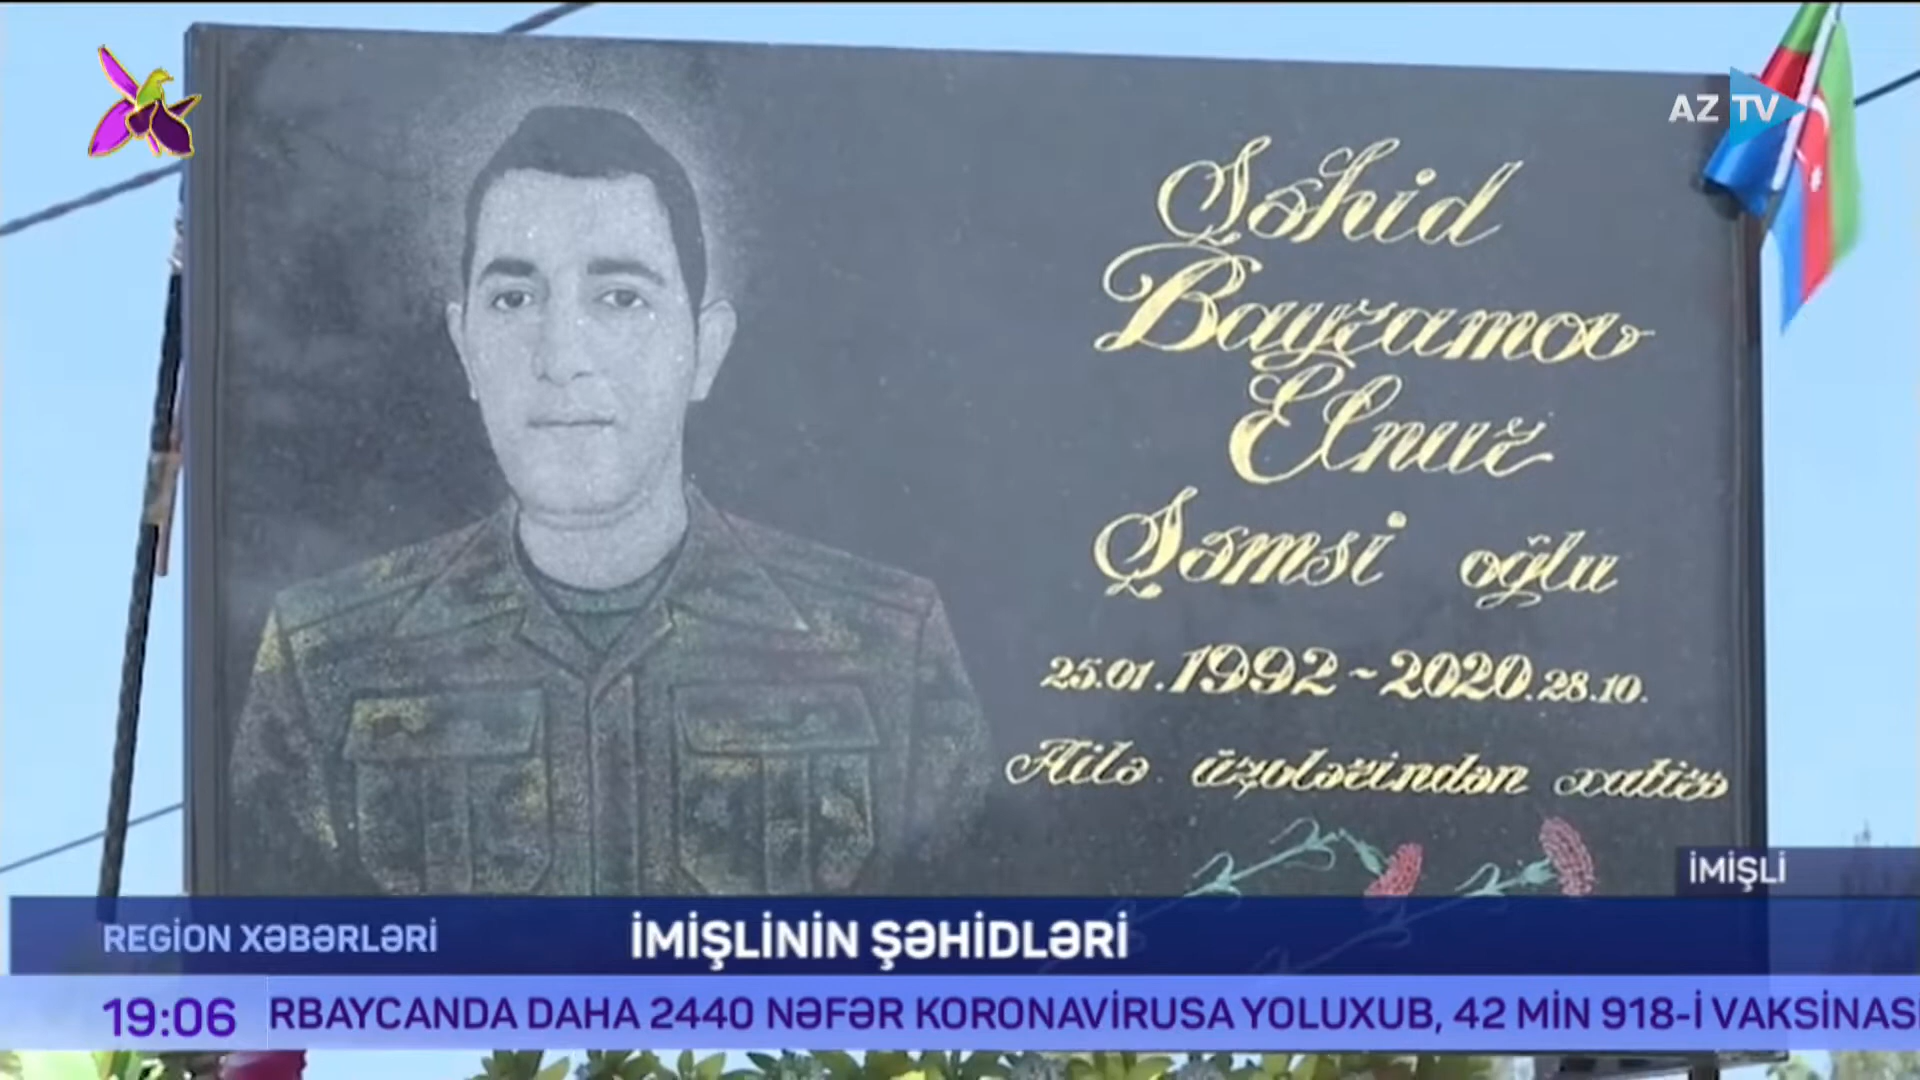 AZ TV
Şəhid
Bayramov
Elnur
Şəmsi oğlu
25.01.1992-2020.28.10.
Ailə üzvlərindən xatirə
İMİŞLİ
REGİON XƏBƏRLƏRİ
İMİŞLİNİN ŞƏHİDLƏRİ
19:06
RBAYCANDA DAHA 2440 NƏFƏR KORONAVİRUSA YOLUXUB, 42 MİN 918-İ VAKSİNAS